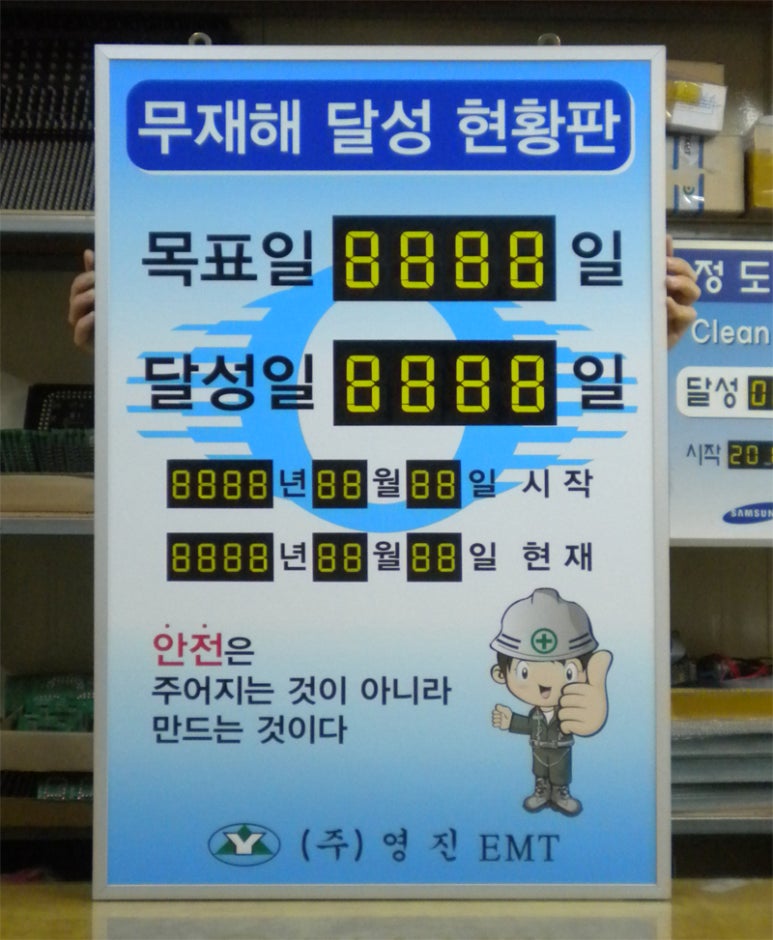 무재해 달성 현황판
목표일 8888 일
달성일 8888 일
8888 년 88 월 88 일 시 작
8888 년 88 월 88 일 현 재
안전은
주어지는 것이 아니라
만드는 것이다
(주) 영 진 EMT
정 도
Clean
달성 0
시작 20
SAMSUN